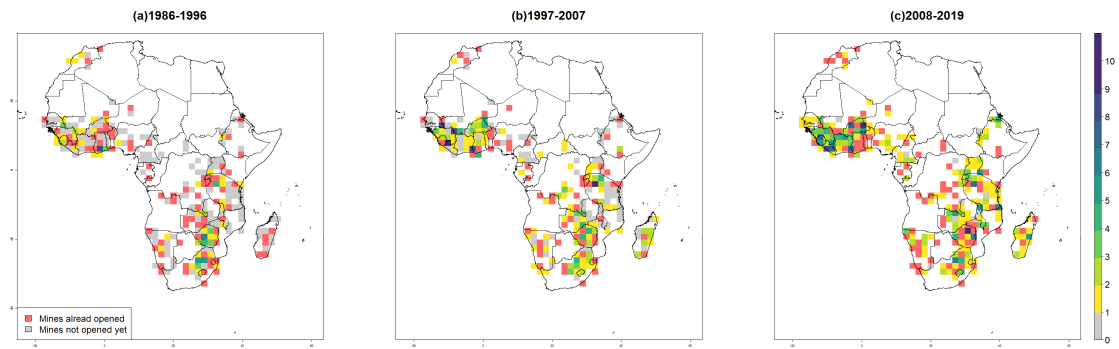 (a)1986-1996
(b)1997-2007
(c)2008-2019
Mines alread opened
Mines not opened yet
10
9
8
7
6
5
4
3
2
1
0